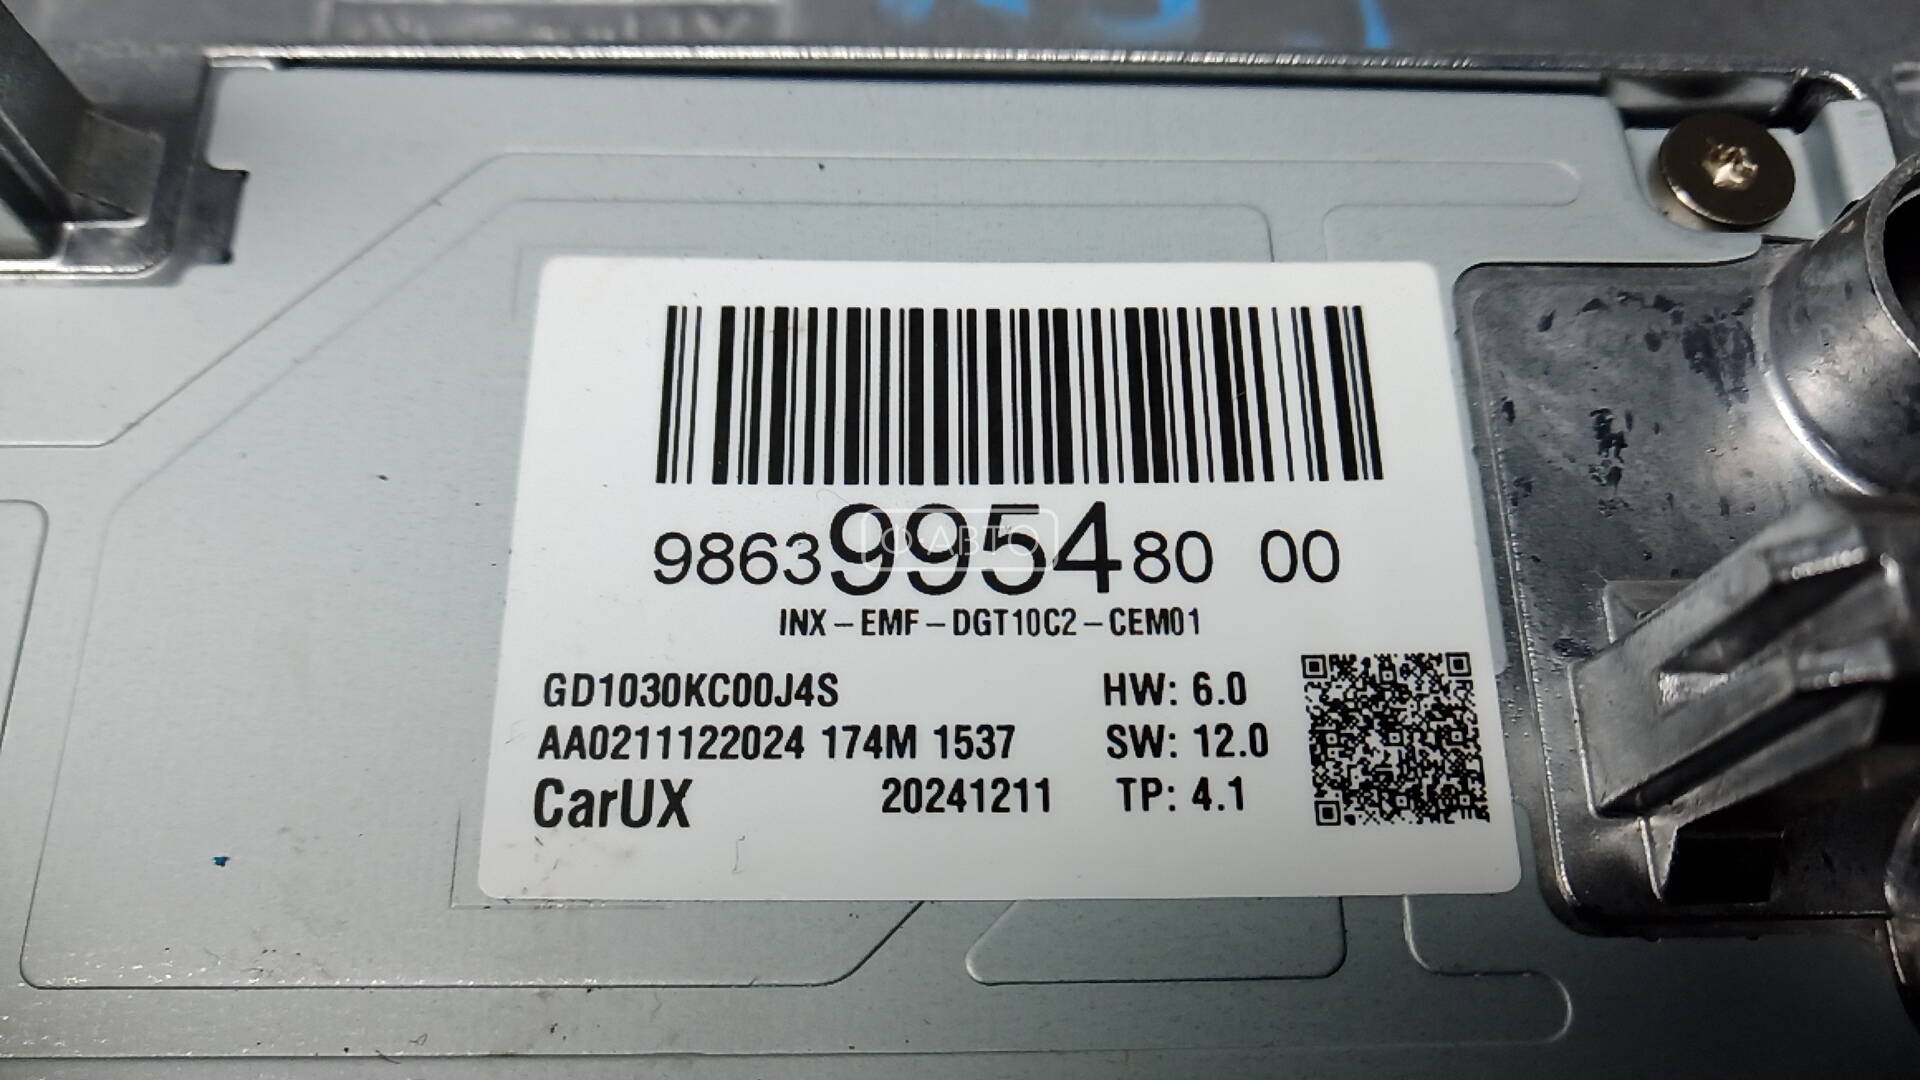 9863995480 00
Ф-АВТО
INX-EMF-DGT10C2-CEM01
GD1030KC00J4S HW: 6.0
AA0211122024 174M 1537 SW: 12.0
CarUX 20241211 TP: 4.1